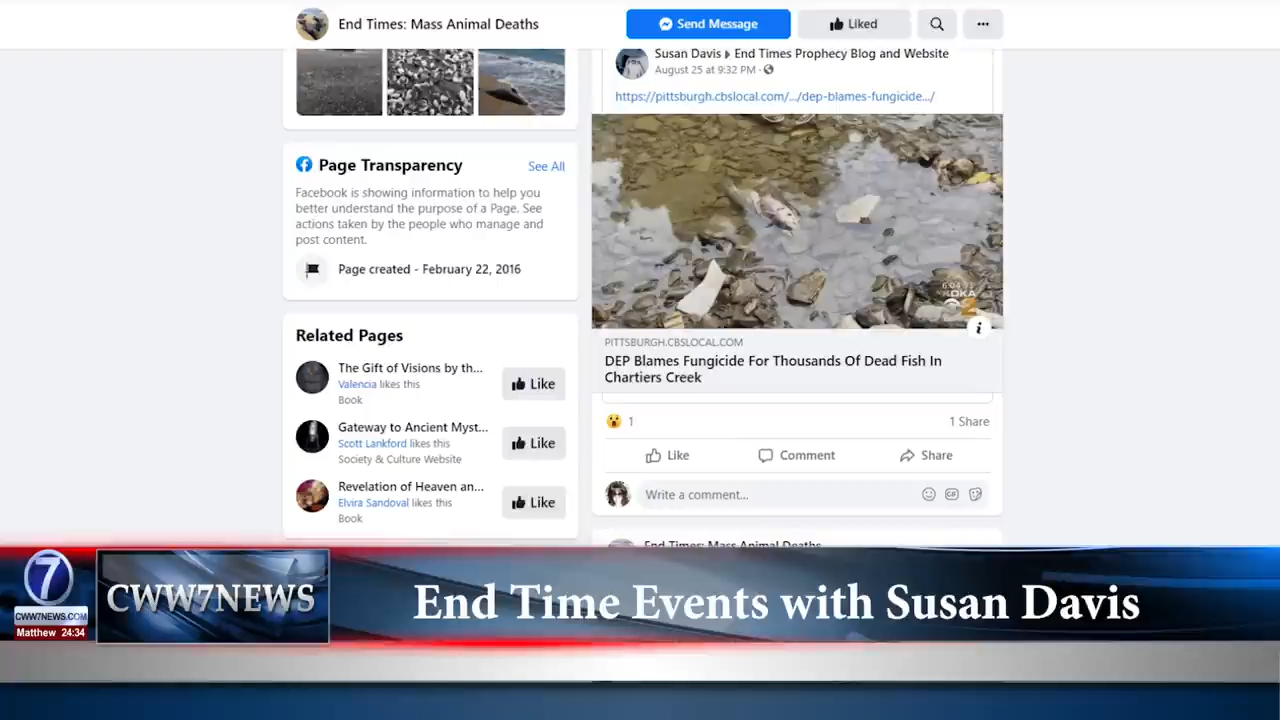 End Times: Mass Animal Deaths
Send Message
Liked
Susan Davis ▸ End Times Prophecy Blog and Website
August 25 at 9:32 PM ·
https://pittsburgh.cbslocal.com/.../dep-blames-fungicide.../
Page Transparency
See All
Facebook is showing information to help you
better understand the purpose of a Page. See
actions taken by the people who manage and
post content.
Page created - February 22, 2016
Related Pages
The Gift of Visions by th...
Valencia likes this
Book
Like
Gateway to Ancient Myst...
Scott Lankford likes this
Society & Culture Website
Like
Revelation of Heaven an...
Elvira Sandoval likes this
Book
Like
KDKA
2
PITTSBURGH.CBSLOCAL.COM
DEP Blames Fungicide For Thousands Of Dead Fish In
Chartiers Creek
1
1 Share
Like
Comment
Share
Write a comment...
GIF
End Times: Mass Animal Deaths
7
CWW7NEWS.COM
Matthew 24:34
CWW7NEWS
End Time Events with Susan Davis